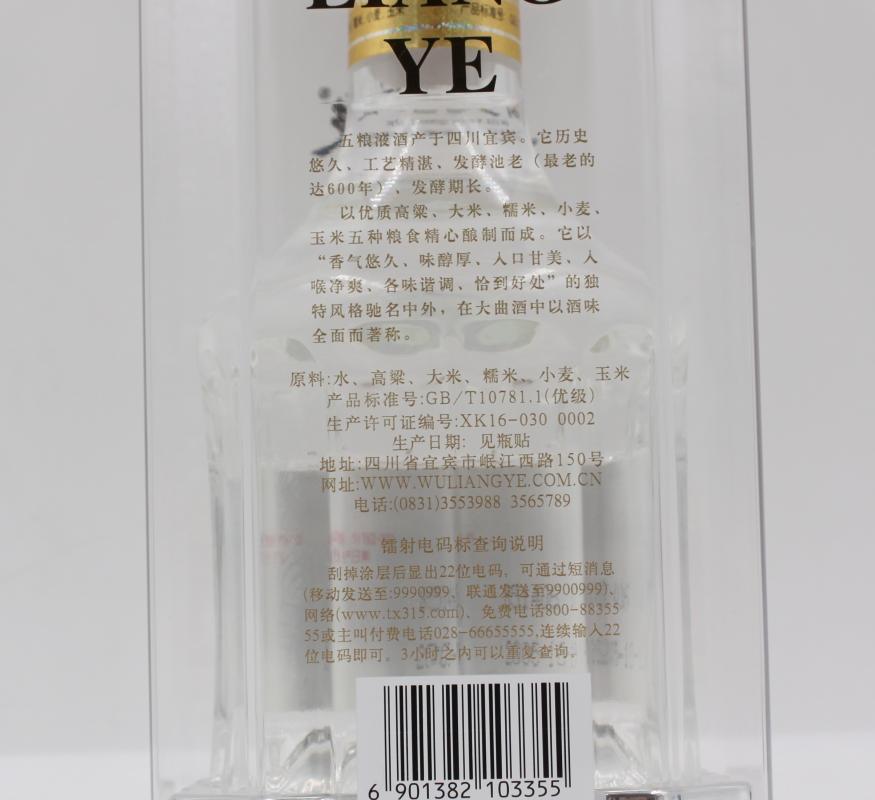 YE
产品标准号:
五粮液酒产于四川宜宾。它历史
悠久、工艺精湛、发酵池老（最老的
达600年）、发酵期长。
以优质高粱、大米、糯米、小麦、
玉米五种粮食精心酿制而成。它以
“香气悠久、味醇厚、入口甘美、入
喉净爽、各味谐调、恰到好处”的独
特风格驰名中外，在大曲酒中以酒味
全面而著称。
原料:水、高粱、大米、糯米、小麦、玉米
产品标准号:GB/T10781.1(优级)
生产许可证编号:XK16-030 0002
生产日期: 见瓶贴
地址:四川省宜宾市岷江西路150号
网址:WWW.WULIANGYE.COM.CN
电话:(0831)3553988 3565789
镭射电码标查询说明
刮掉涂层后显出22位电码，可通过短消息
(移动发送至:9990999、联通发送至9900999)、
网络(www.tx315.com)、免费电话800-88355
55或主叫付费电话028-66655555,连续输入22
位电码即可。3小时之内可以重复查询。
6 901382 103355